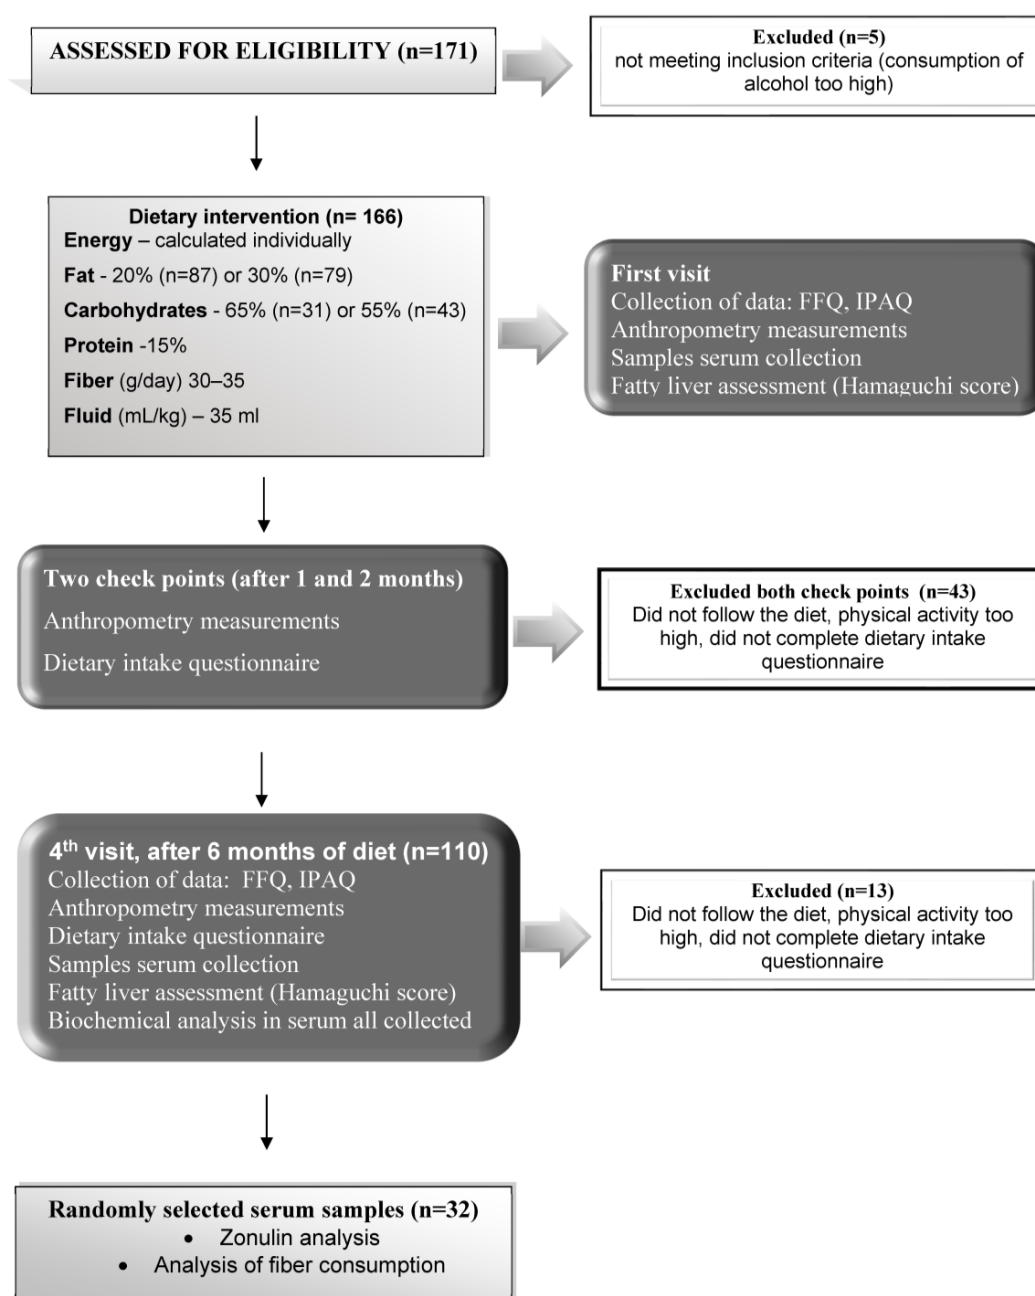 ASSESSED FOR ELIGIBILITY (n=171)
Excluded (n=5)
not meeting inclusion criteria (consumption of
alcohol too high)
Dietary intervention (n= 166)
Energy – calculated individually
Fat - 20% (n=87) or 30% (n=79)
Carbohydrates - 65% (n=31) or 55% (n=43)
Protein -15%
Fiber (g/day) 30–35
Fluid (mL/kg) – 35 ml
First visit
Collection of data: FFQ, IPAQ
Anthropometry measurements
Samples serum collection
Fatty liver assessment (Hamaguchi score)
Two check points (after 1 and 2 months)
Anthropometry measurements
Dietary intake questionnaire
Excluded both check points (n=43)
Did not follow the diet, physical activity too
high, did not complete dietary intake
questionnaire
4th visit, after 6 months of diet (n=110)
Collection of data: FFQ, IPAQ
Anthropometry measurements
Dietary intake questionnaire
Samples serum collection
Fatty liver assessment (Hamaguchi score)
Biochemical analysis in serum all collected
Excluded (n=13)
Did not follow the diet, physical activity too
high, did not complete dietary intake
questionnaire
Randomly selected serum samples (n=32)
• Zonulin analysis
• Analysis of fiber consumption